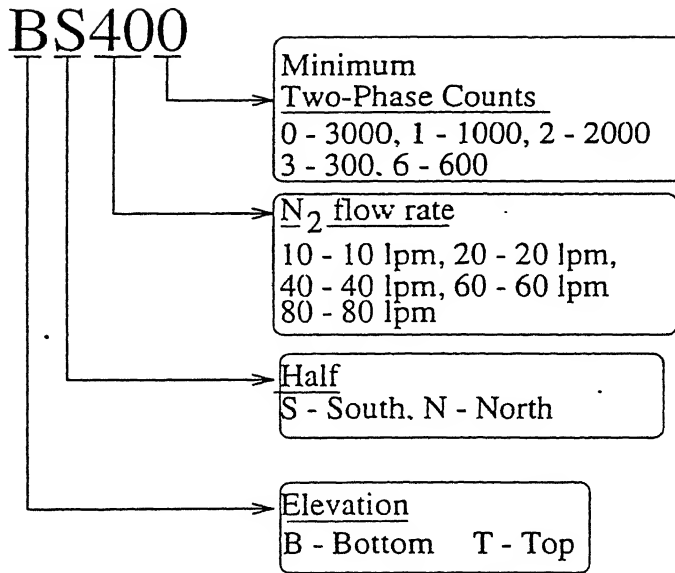 BS400
Minimum
Two-Phase Counts
0 - 3000, 1 - 1000, 2 - 2000
3 - 300. 6 - 600
N2 flow rate
10 - 10 lpm, 20 - 20 lpm,
40 - 40 lpm, 60 - 60 lpm
80 - 80 lpm
Half
S - South. N - North
Elevation
B - Bottom T - Top